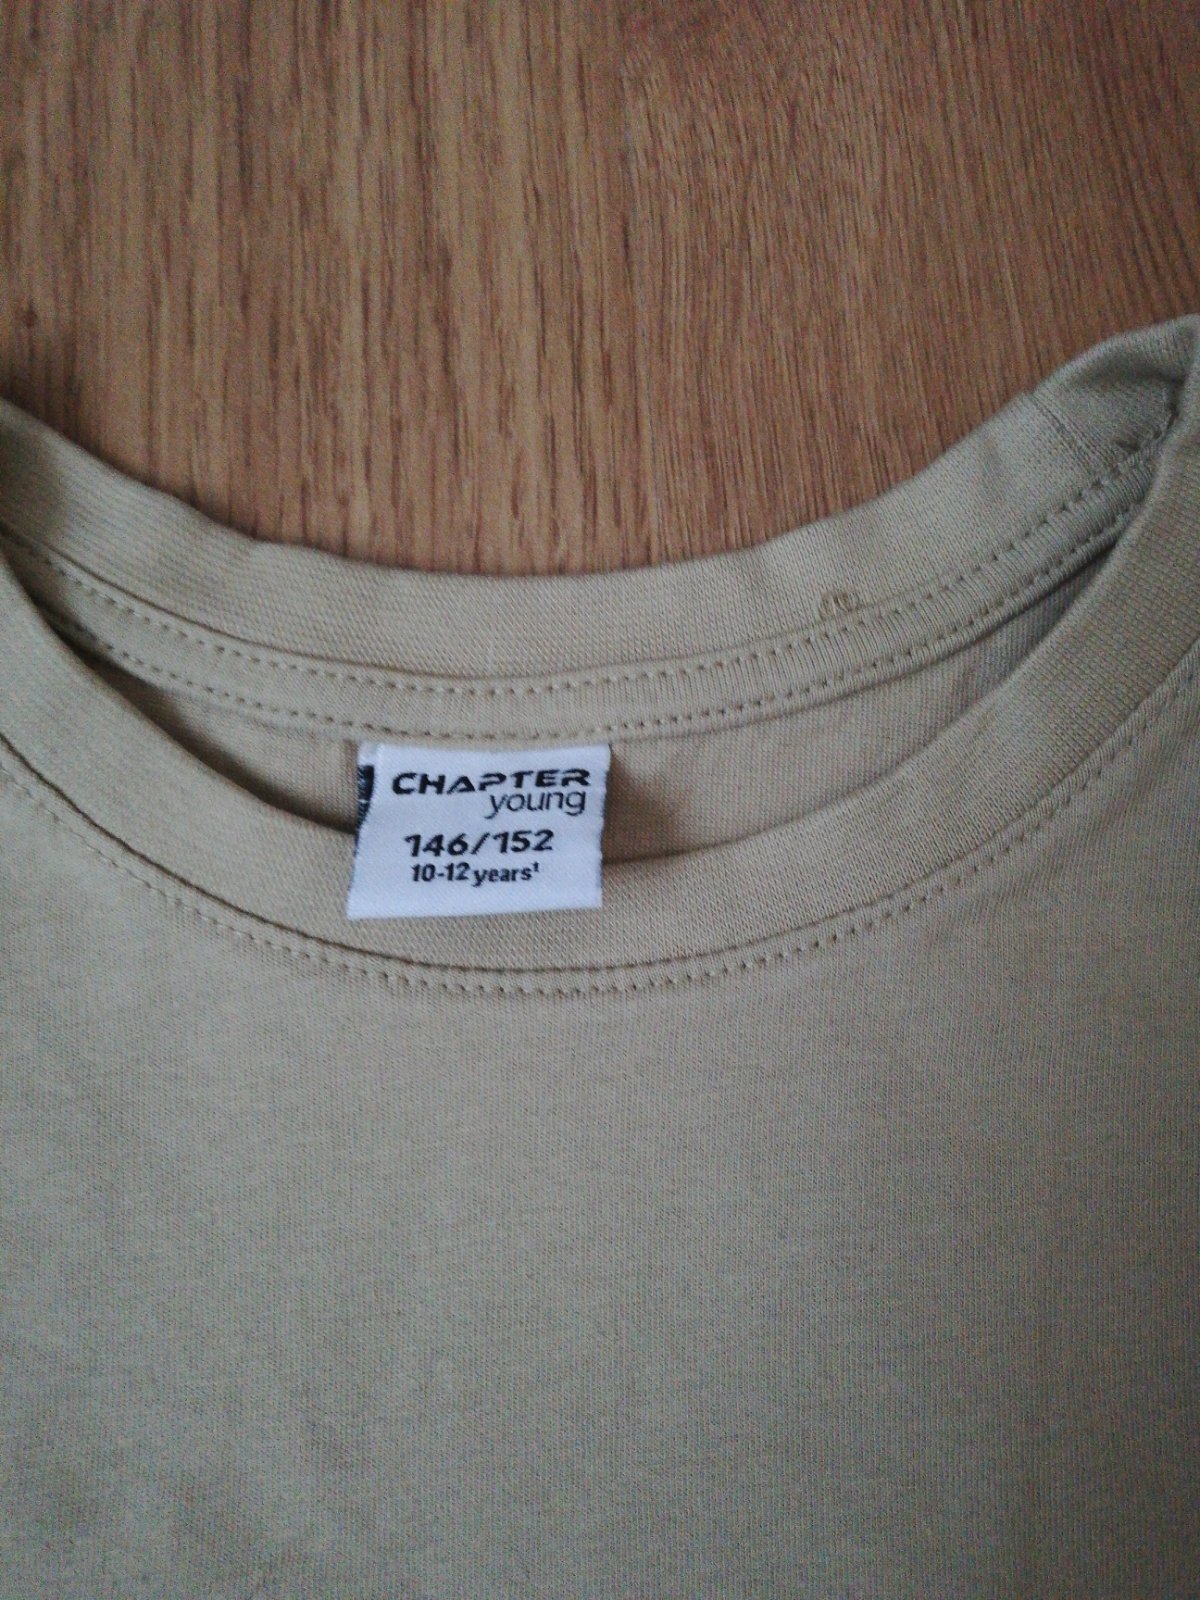 CHAPTER
young
146/152
10-12 years¹